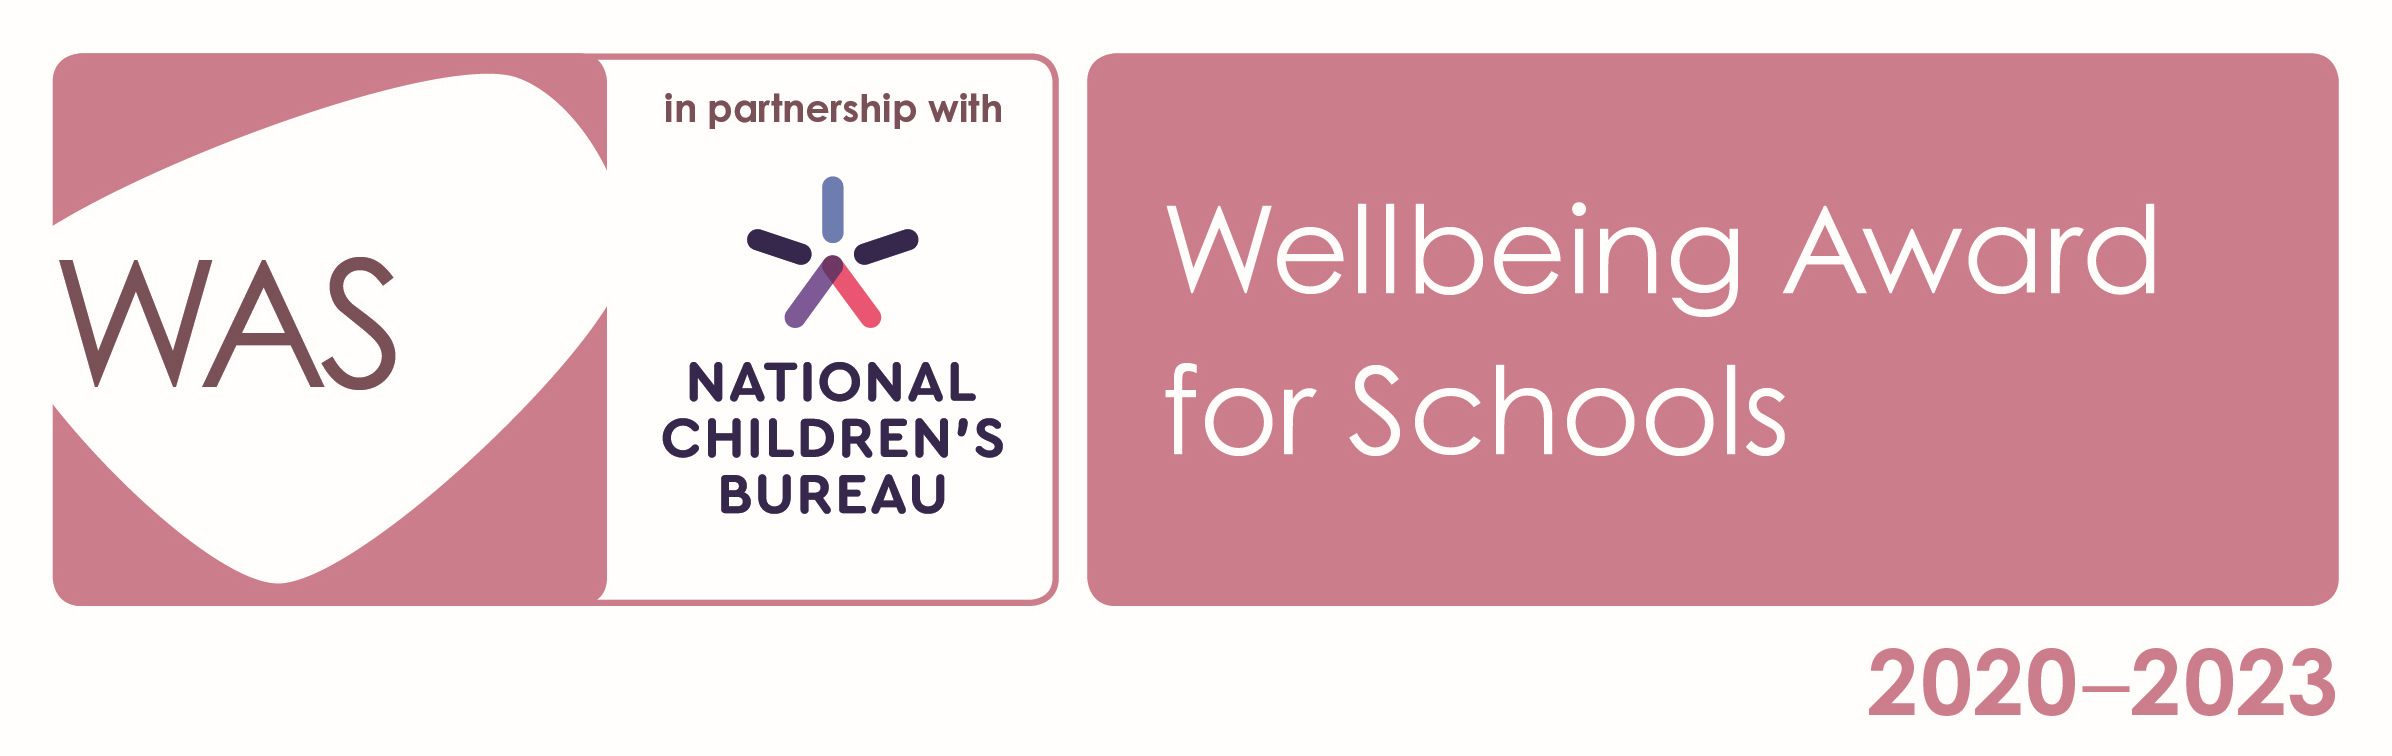 WAS
in partnership with
NATIONAL
CHILDREN'S
BUREAU
Wellbeing Award
for Schools
2020–2023